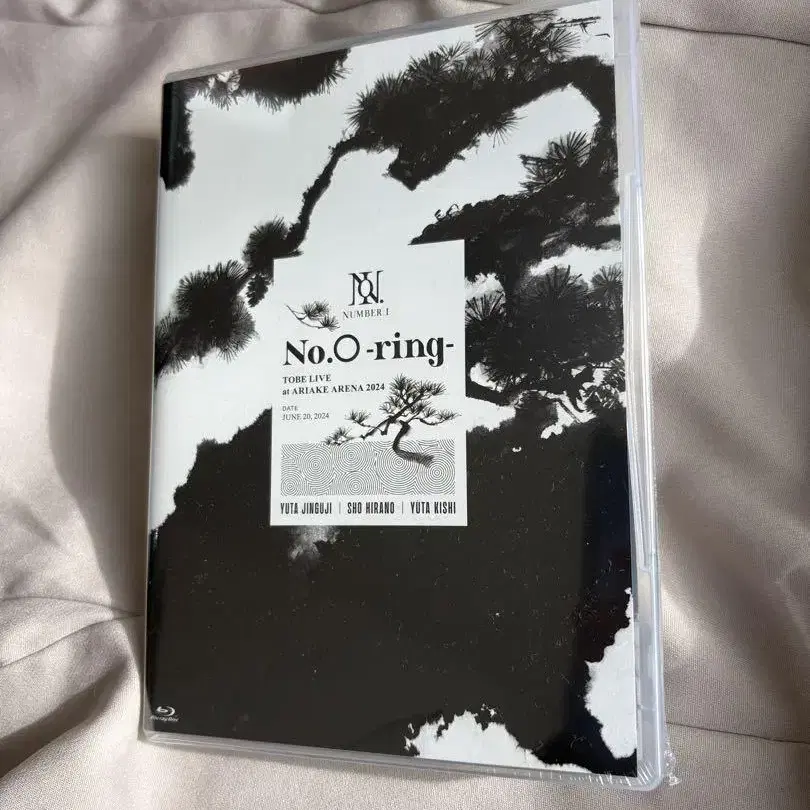 NUMBER I
No.○ -ring-
TOBE LIVE
at ARIAKE ARENA 2024
DATE
JUNE 20, 2024
YUTA JINGUJI | SHO HIRANO | YUTA KISHI
Blu-ray Disc